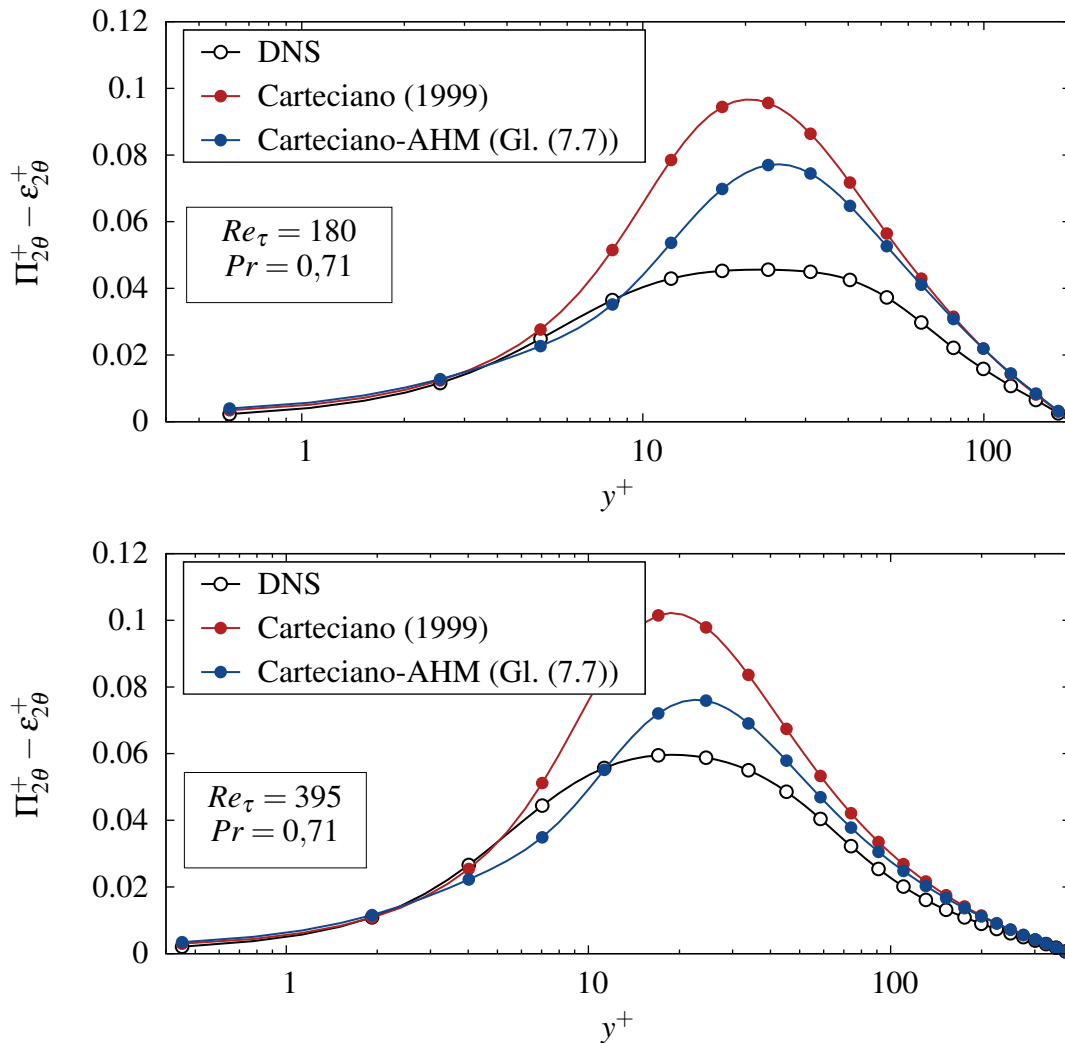 0.12
0.1
0.08
0.06
0.04
0.02
0
Π⁺₂θ − ε⁺₂θ
DNS
Carteciano (1999)
Carteciano-AHM (Gl. (7.7))
Reτ = 180
Pr = 0,71
1 10 100
y⁺
0.12
0.1
0.08
0.06
0.04
0.02
0
Π⁺₂θ − ε⁺₂θ
DNS
Carteciano (1999)
Carteciano-AHM (Gl. (7.7))
Reτ = 395
Pr = 0,71
1 10 100
y⁺